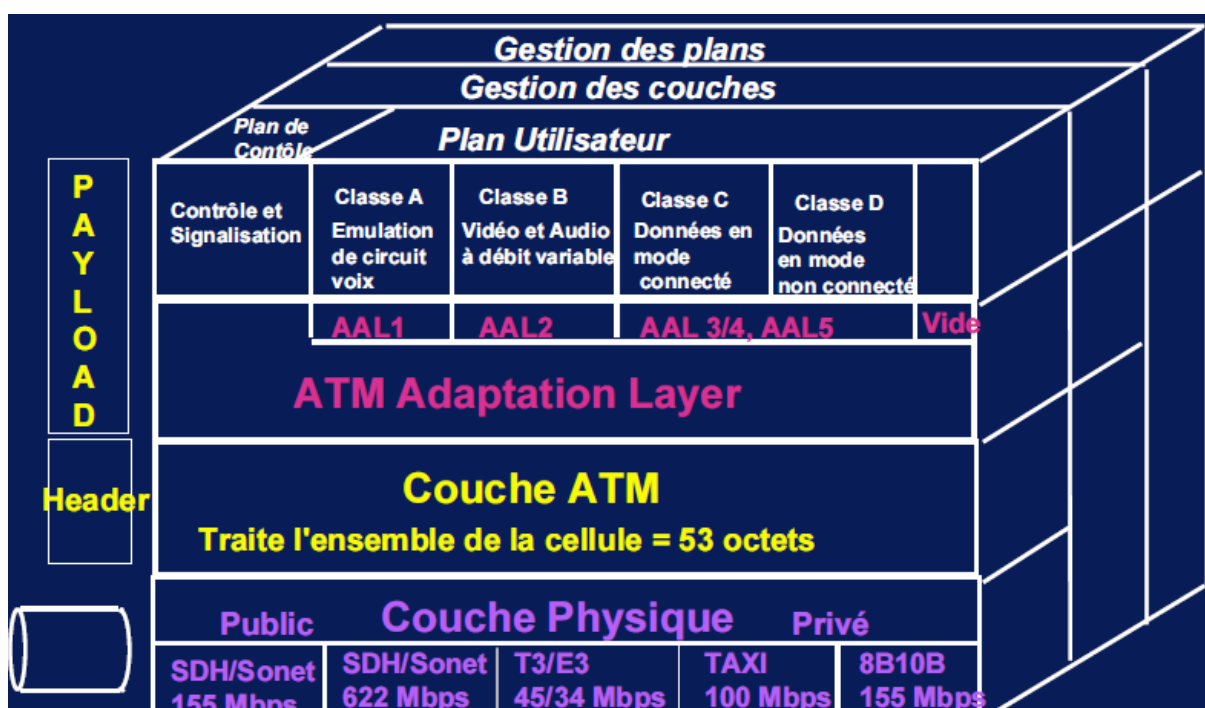 Gestion des plans
Gestion des couches
Plan de
Contôle
Plan Utilisateur
P
A
Y
L
O
A
D
Contrôle et
Signalisation
Classe A
Emulation
de circuit
voix
Classe B
Vidéo et Audio
à débit variable
Classe C
Données en
mode
connecté
Classe D
Données
en mode
non connecté
AAL1
AAL2
AAL 3/4, AAL5
Vide
ATM Adaptation Layer
Header
Couche ATM
Traite l'ensemble de la cellule = 53 octets
Public
Couche Physique
Privé
SDH/Sonet
155 Mbps
SDH/Sonet
622 Mbps
T3/E3
45/34 Mbps
TAXI
100 Mbps
8B10B
155 Mbps